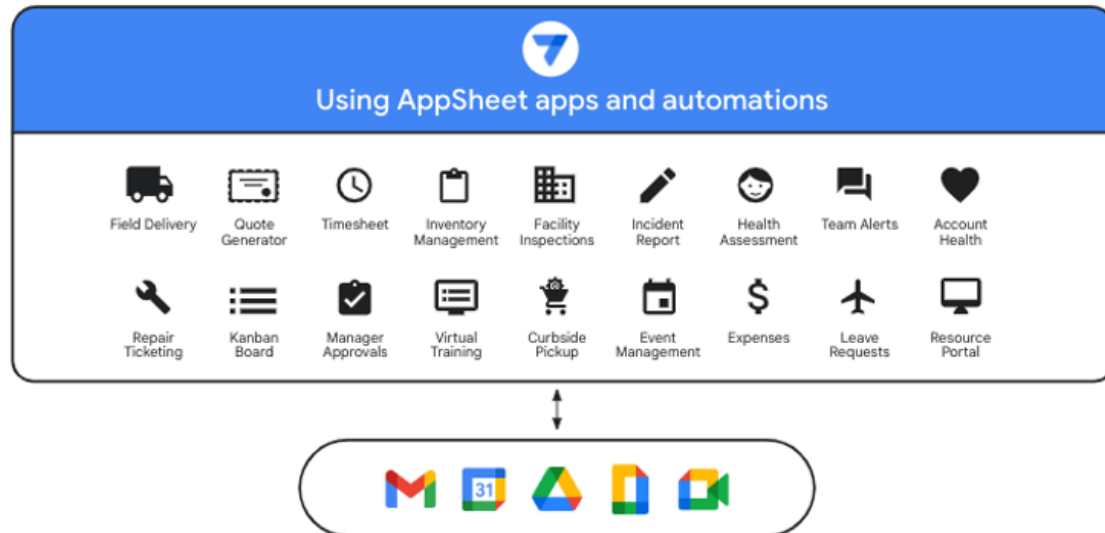 Using AppSheet apps and automations
Field Delivery
Quote
Generator
Timesheet
Inventory
Management
Facility
Inspections
Incident
Report
Health
Assessment
Team Alerts
Account
Health
Repair
Ticketing
Kanban
Board
Manager
Approvals
Virtual
Training
Curbside
Pickup
Event
Management
Expenses
Leave
Requests
Resource
Portal
31